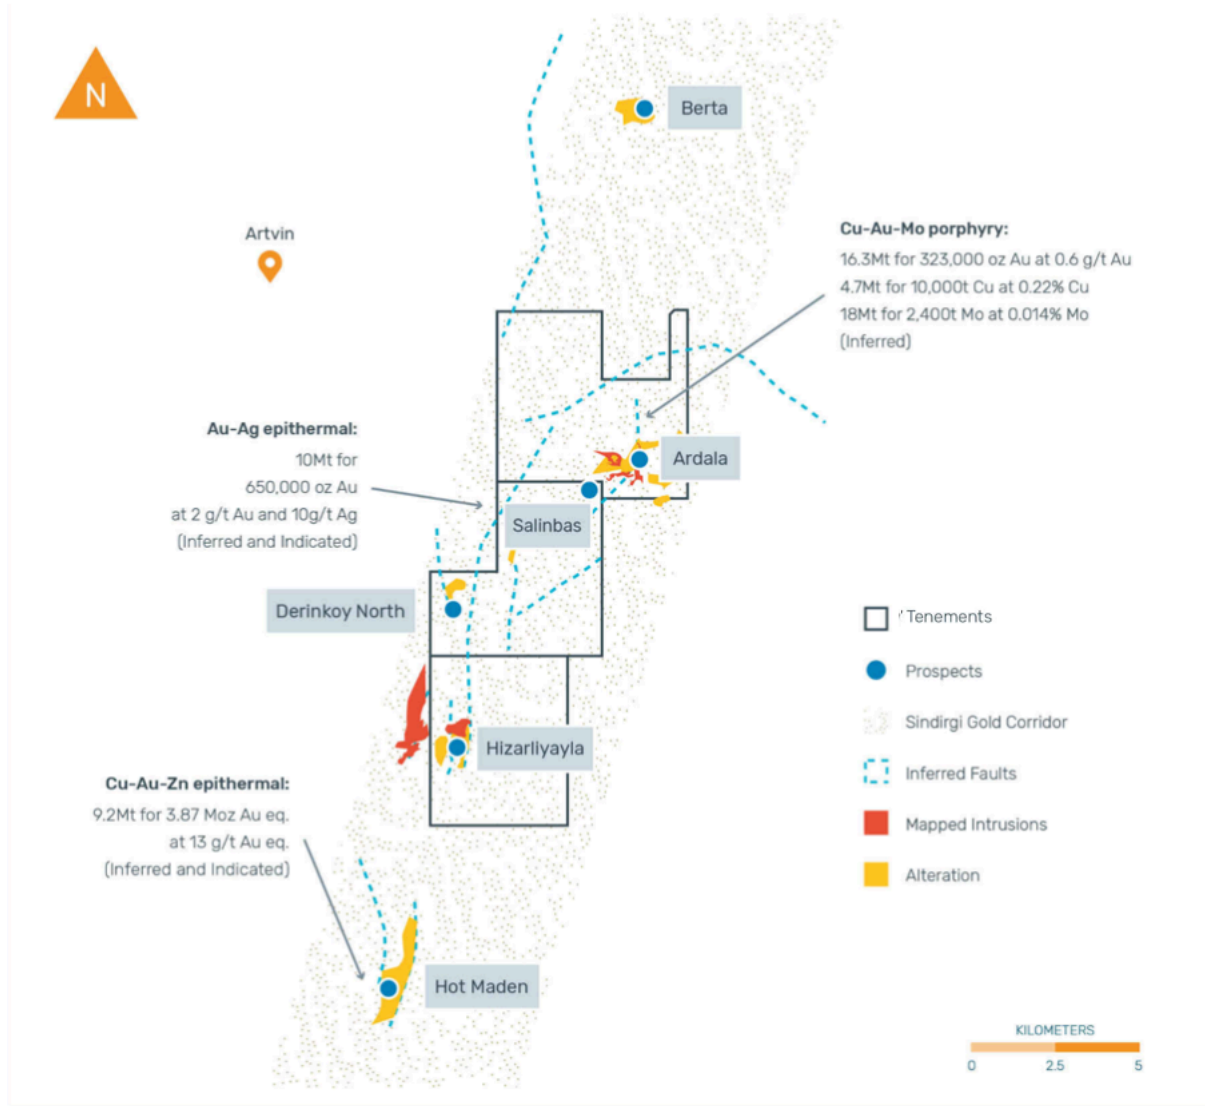 N
Berta
Artvin
Cu-Au-Mo porphyry:
16.3Mt for 323,000 oz Au at 0.6 g/t Au
4.7Mt for 10,000t Cu at 0.22% Cu
18Mt for 2,400t Mo at 0.014% Mo
(Inferred)
Au-Ag epithermal:
10Mt for
650,000 oz Au
at 2 g/t Au and 10g/t Ag
(Inferred and Indicated)
Ardala
Salinbas
Derinkoy North
Hizarliyayla
Cu-Au-Zn epithermal:
9.2Mt for 3.87 Moz Au eq.
at 13 g/t Au eq.
(Inferred and Indicated)
Hot Maden
Tenements
Prospects
Sindirgi Gold Corridor
Inferred Faults
Mapped Intrusions
Alteration
KILOMETERS
0 2.5 5